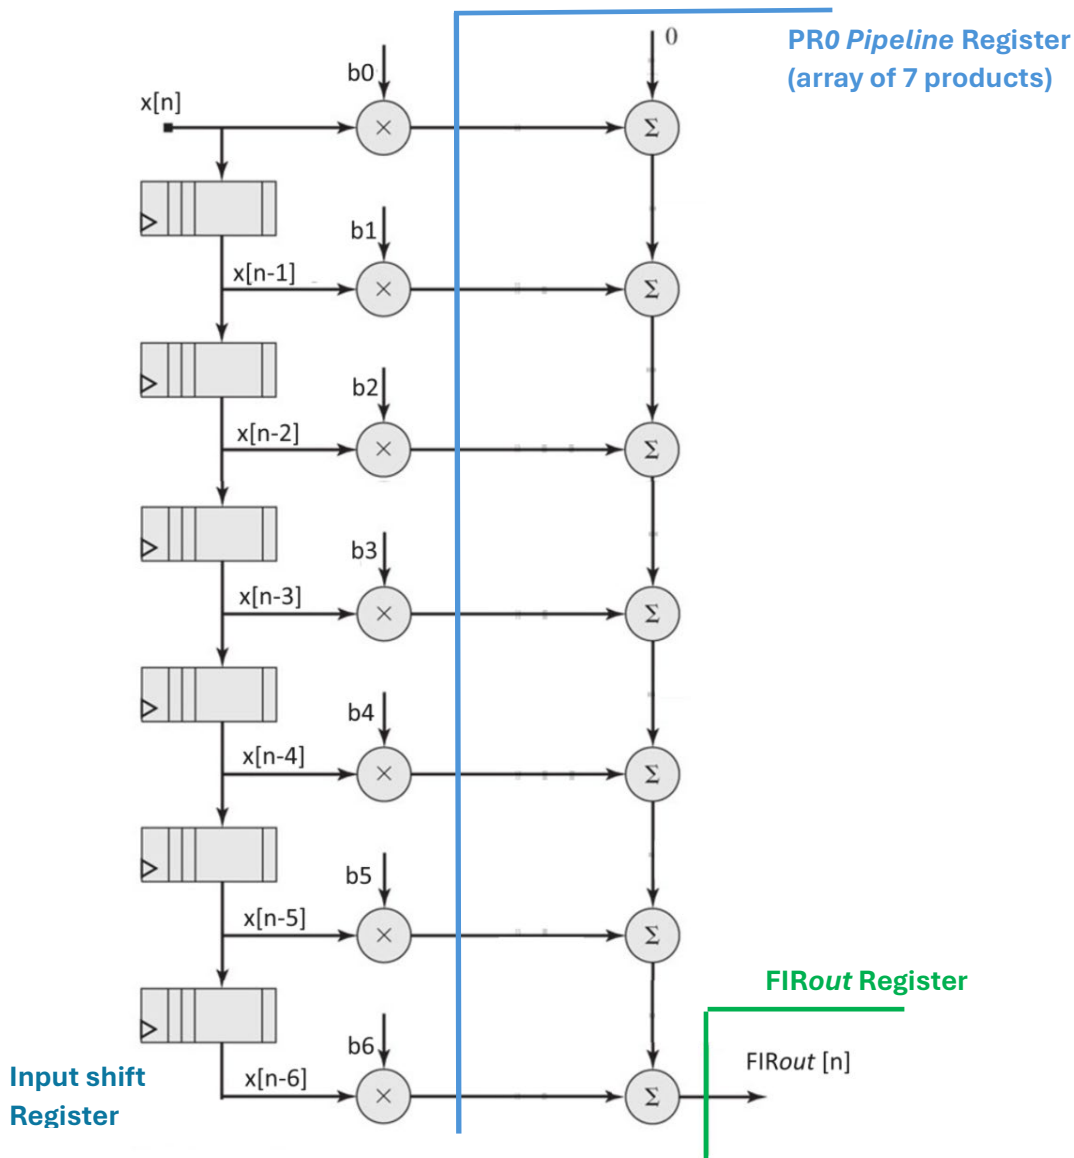 0
PR0 Pipeline Register
(array of 7 products)
b0
x[n]
×
Σ
b1
x[n-1]
×
Σ
b2
x[n-2]
×
Σ
b3
x[n-3]
×
Σ
b4
x[n-4]
×
Σ
b5
x[n-5]
×
Σ
FIRout Register
b6
FIRout [n]
Input shift
Register
x[n-6]
×
Σ